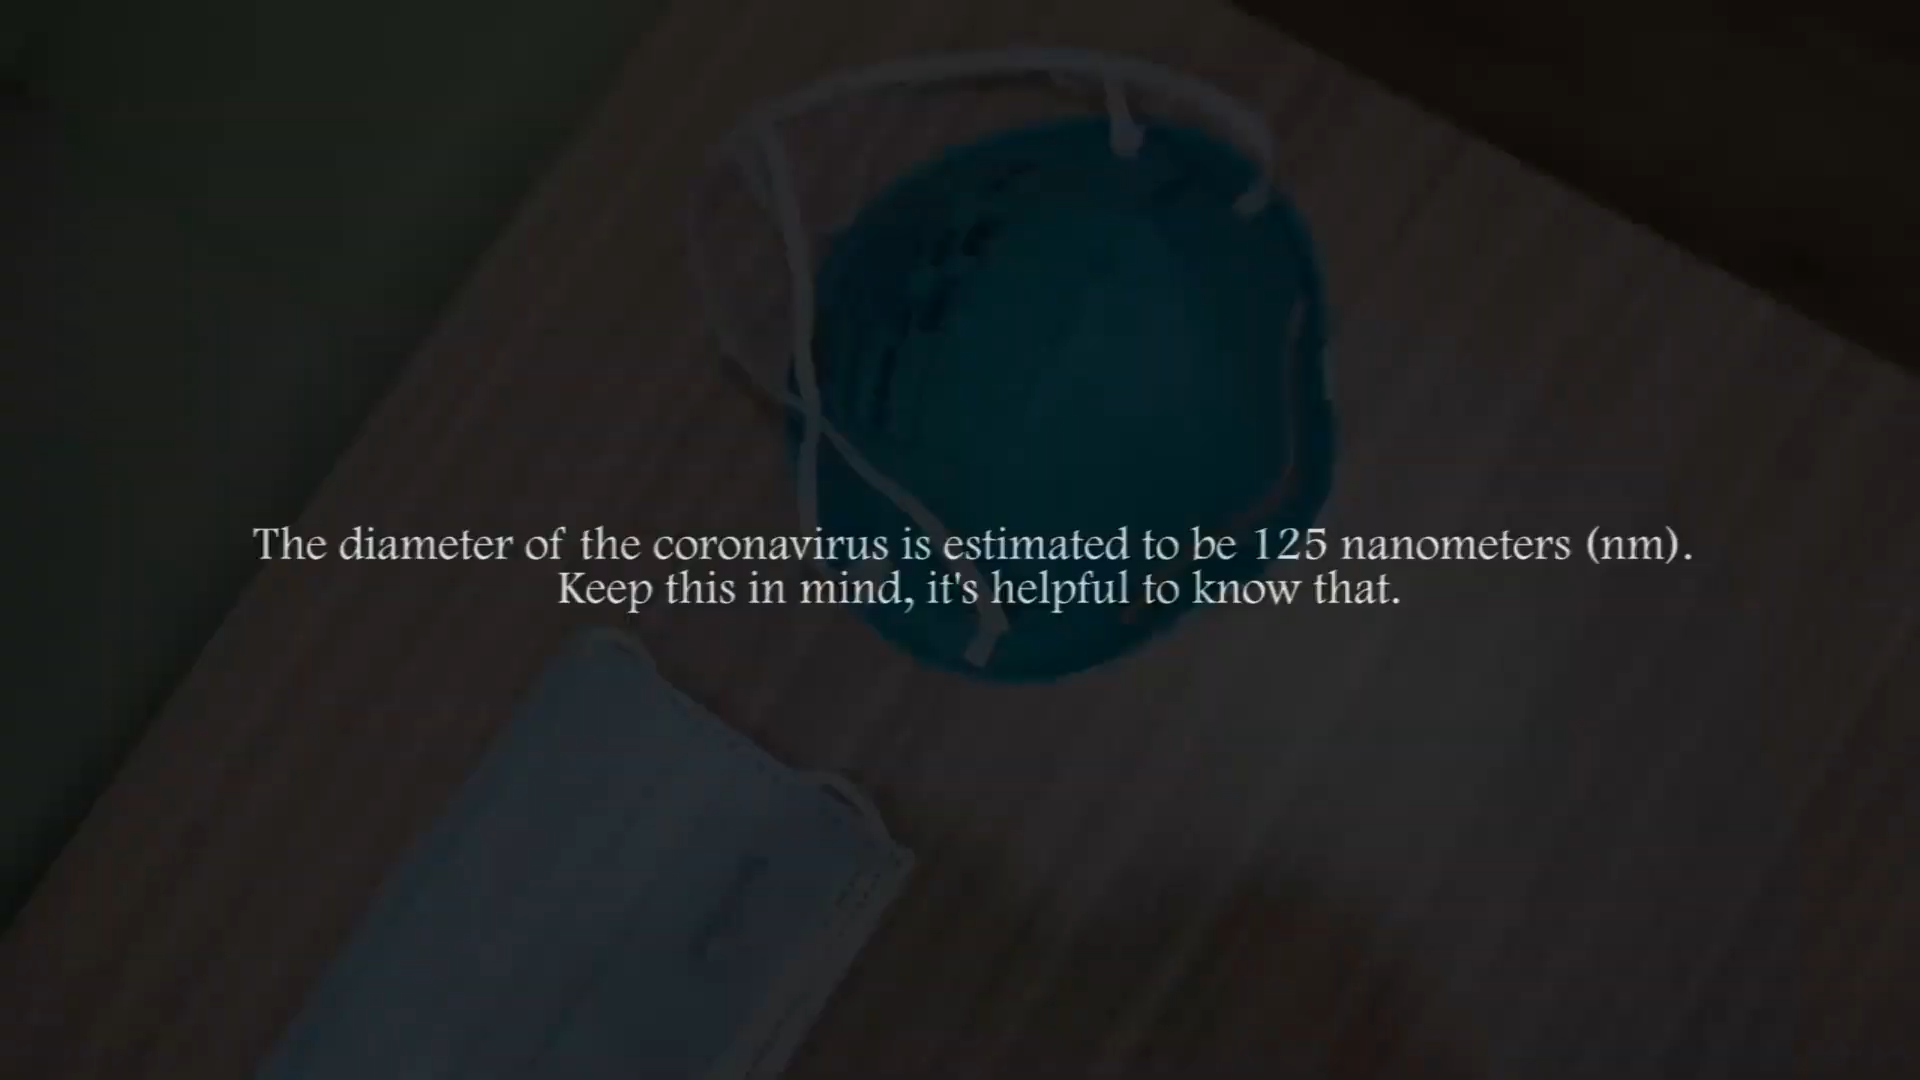 The diameter of the coronavirus is estimated to be 125 nanometers (nm).
Keep this in mind, it's helpful to know that.